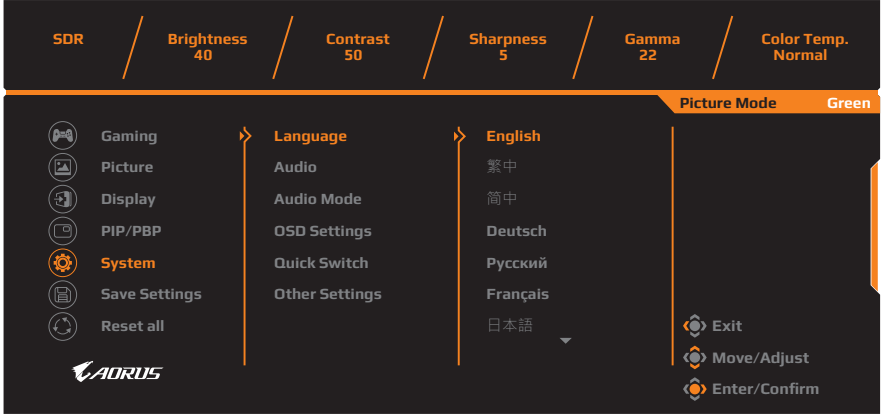 SDR
Brightness
40
Contrast
50
Sharpness
5
Gamma
22
Color Temp.
Normal
Picture Mode Green
Gaming
Picture
Display
PIP/PBP
System
Save Settings
Reset all
Language
Audio
Audio Mode
OSD Settings
Quick Switch
Other Settings
English
繁中
简中
Deutsch
Русский
Français
日本語
Exit
Move/Adjust
Enter/Confirm
AORUS